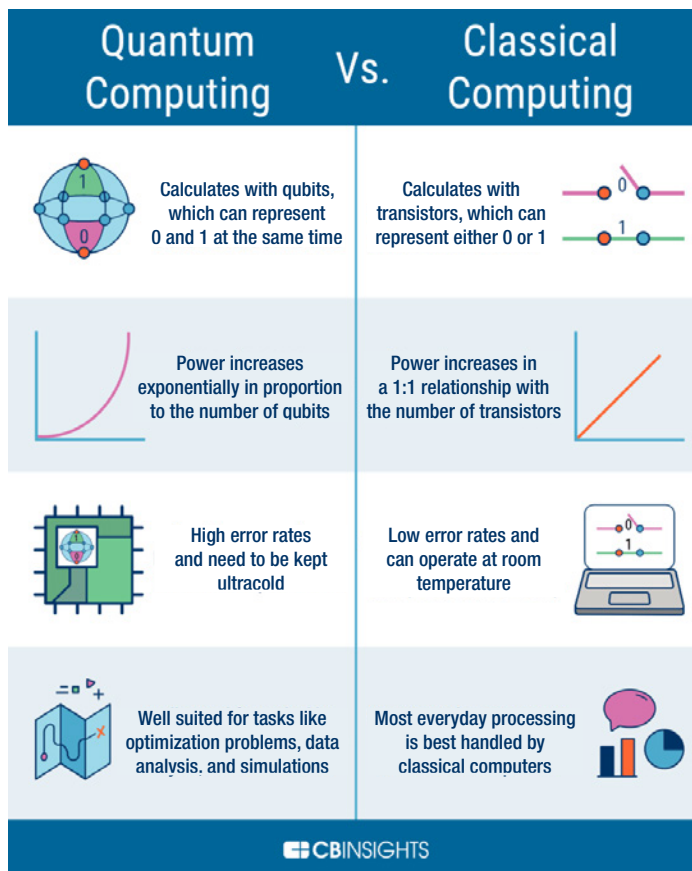 Quantum
Computing
Vs.
Classical
Computing
1
0
Calculates with qubits,
which can represent
0 and 1 at the same time
Calculates with
transistors, which can
represent either 0 or 1
0
1
Power increases
exponentially in proportion
to the number of qubits
Power increases in
a 1:1 relationship with
the number of transistors
1
0
High error rates
and need to be kept
ultracold
Low error rates and
can operate at room
temperature
0
1
Well suited for tasks like
optimization problems, data
analysis, and simulations
Most everyday processing
is best handled by
classical computers
CBINSIGHTS